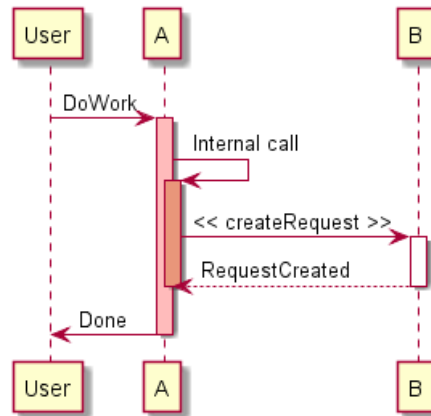 User A B
DoWork
Internal call
<< createRequest >>
RequestCreated
Done
User A B